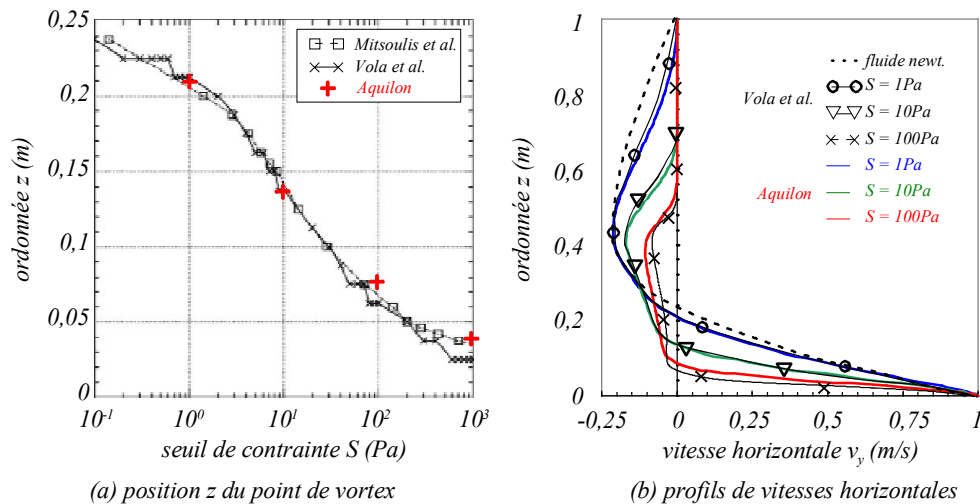 0,25
0,2
0,15
0,1
0,05
0
ordonnée z (m)
10⁻¹
10⁰
10¹
10²
10³
seuil de contrainte S (Pa)
Mitsoulis et al.
Vola et al.
Aquilon
(a) position z du point de vortex
1
0,8
0,6
0,4
0,2
0
ordonnée z (m)
-0,25
0
0,25
0,5
0,75
1
vitesse horizontale vy (m/s)
fluide newt.
Vola et al.
S = 1Pa
S = 10Pa
S = 100Pa
Aquilon
S = 1Pa
S = 10Pa
S = 100Pa
(b) profils de vitesses horizontales